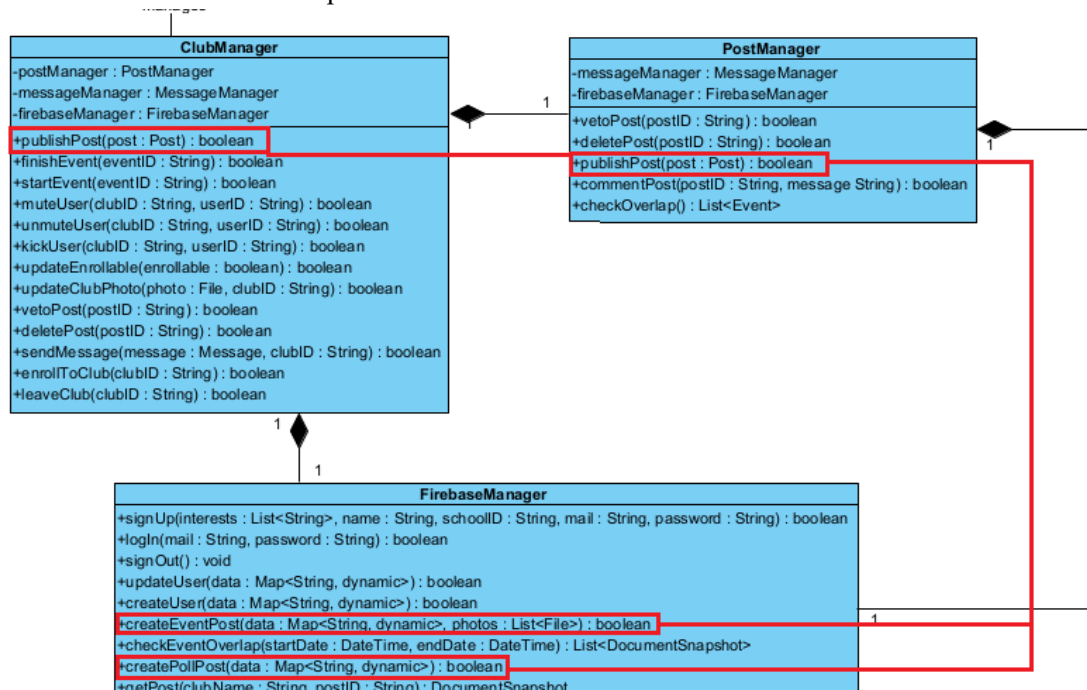 ClubManager
-postManager : PostManager
-messageManager : MessageManager
-firebaseManager : FirebaseManager
+publishPost(post : Post) : boolean
+finishEvent(eventID : String) : boolean
+startEvent(eventID : String) : boolean
+muteUser(clubID : String, userID : String) : boolean
+unmuteUser(clubID : String, userID : String) : boolean
+kickUser(clubID : String, userID : String) : boolean
+updateEnrollable(enrollable : boolean) : boolean
+updateClubPhoto(photo : File, clubID : String) : boolean
+vetoPost(postID : String) : boolean
+deletePost(postID : String) : boolean
+sendMessage(message : Message, clubID : String) : boolean
+enrollToClub(clubID : String) : boolean
+leaveClub(clubID : String) : boolean
1
1
PostManager
-messageManager : MessageManager
-firebaseManager : FirebaseManager
+vetoPost(postID : String) : boolean
+deletePost(postID : String) : boolean
+publishPost(post : Post) : boolean
+commentPost(postID : String, message String) : boolean
+checkOverlap() : List<Event>
1
1
1
FirebaseManager
+signUp(interests : List<String>, name : String, schoolID : String, mail : String, password : String) : boolean
+logIn(mail : String, password : String) : boolean
+signOut() : void
+updateUser(data : Map<String, dynamic>) : boolean
+createUser(data : Map<String, dynamic>) : boolean
+createEventPost(data : Map<String, dynamic>, photos : List<File>) : boolean
+checkEventOverlap(startDate : DateTime, endDate : DateTime) : List<DocumentSnapshot>
+createPollPost(data : Map<String, dynamic>) : boolean
+getPost(clubName : String, postID : String) : DocumentSnapshot
1